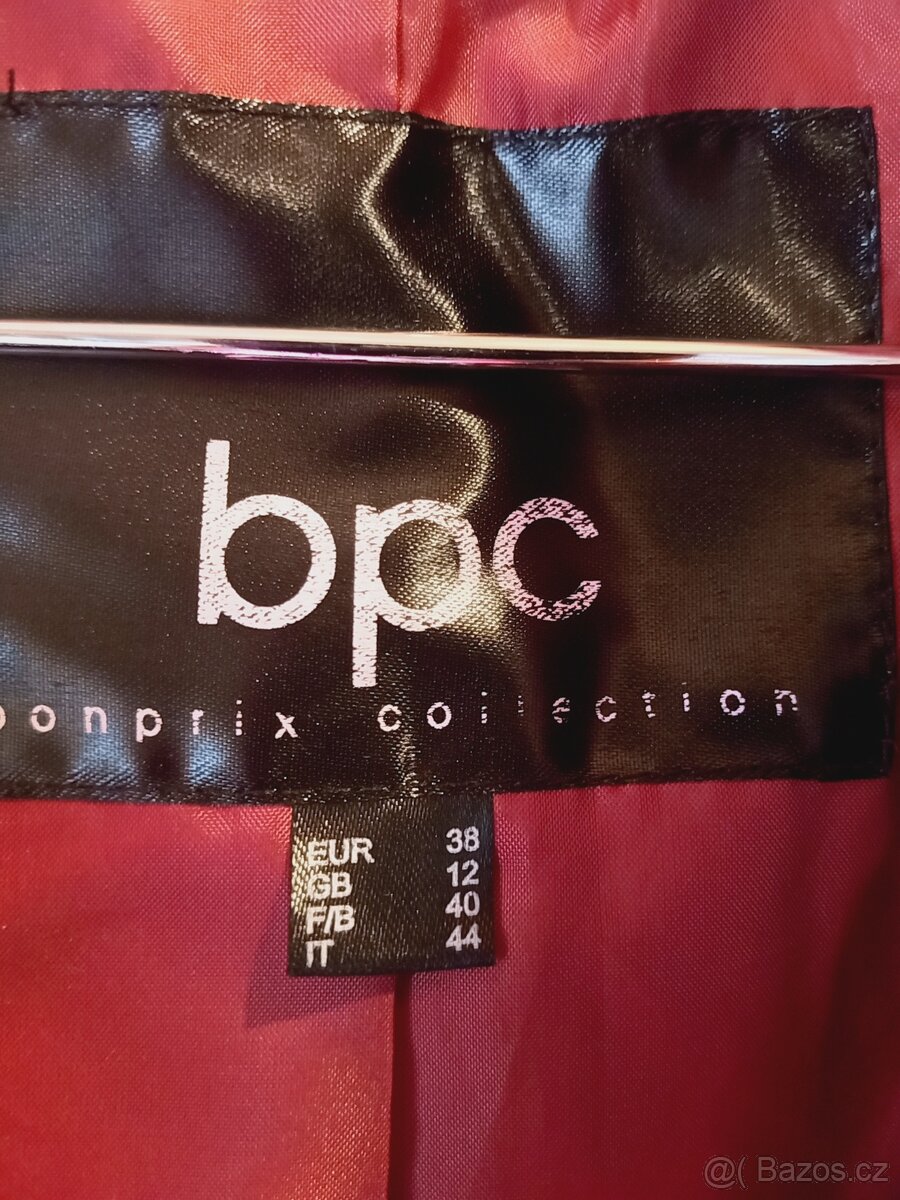 bpc
bonprix collection
EUR 38
GB 12
F/B 40
IT 44
@( Bazos.cz